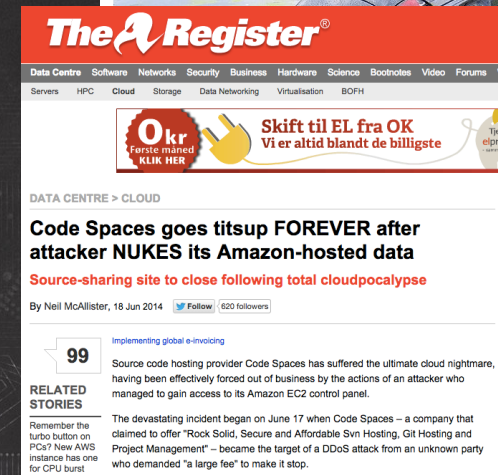 The Register®
Data Centre Software Networks Security Business Hardware Science Bootnotes Video Forums
Servers HPC Cloud Storage Data Networking Virtualisation BOFH
0kr
Første måned
KLIK HER
Skift til EL fra OK
Vi er altid blandt de billigste
DATA CENTRE > CLOUD
Code Spaces goes titsup FOREVER after
attacker NUKES its Amazon-hosted data
Source-sharing site to close following total cloudpocalypse
By Neil McAllister, 18 Jun 2014 Follow 620 followers
99
RELATED
STORIES
Remember the
turbo button on
PCs? New AWS
instance has one
for CPU burst
Implementing global e-invoicing
Source code hosting provider Code Spaces has suffered the ultimate cloud nightmare,
having been effectively forced out of business by the actions of an attacker who
managed to gain access to its Amazon EC2 control panel.
The devastating incident began on June 17 when Code Spaces – a company that
claimed to offer "Rock Solid, Secure and Affordable Svn Hosting, Git Hosting and
Project Management" – became the target of a DDoS attack from an unknown party
who demanded "a large fee" to make it stop.